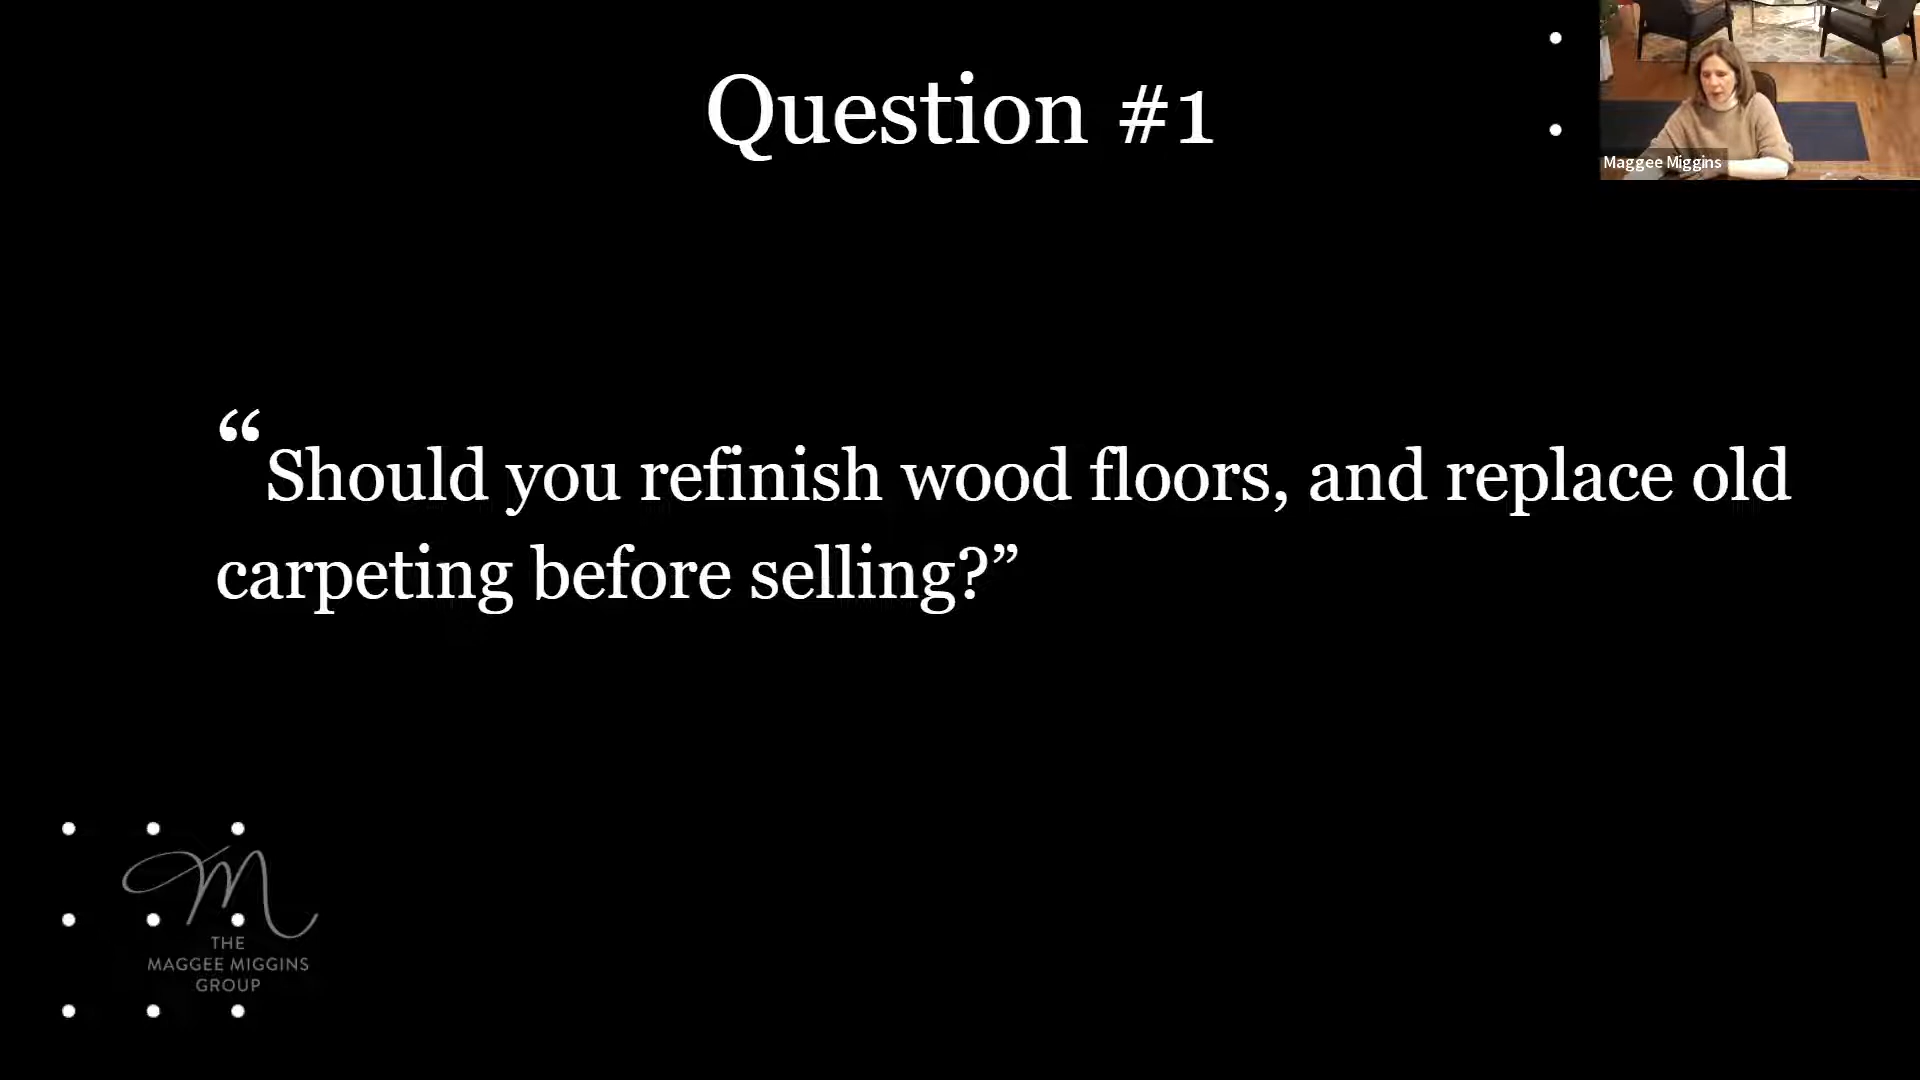 Question #1
Maggee Miggins
“Should you refinish wood floors, and replace old
carpeting before selling?”
M
THE
MAGGEE MIGGINS
GROUP